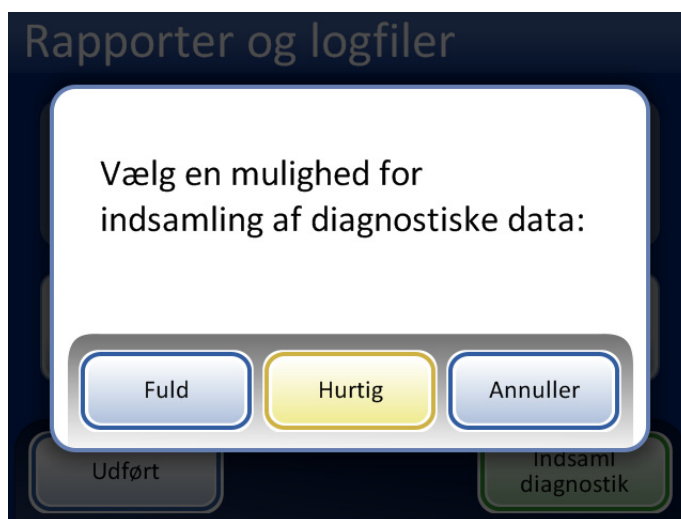 Rapporter og logfiler
Vælg en mulighed for
indsamling af diagnostiske data:
Fuld
Hurtig
Annuller
Udført
Indsaml
diagnostik